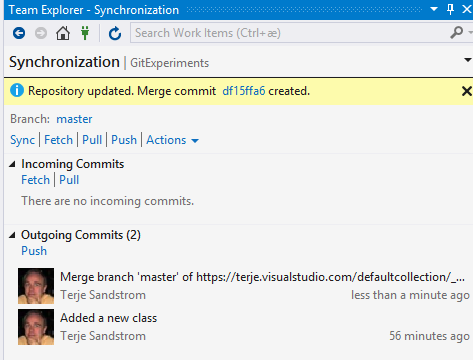 Team Explorer - Synchronization
Search Work Items (Ctrl+æ)
Synchronization | GitExperiments
Repository updated. Merge commit df15ffa6 created.
Branch: master
Sync | Fetch | Pull | Push | Actions
Incoming Commits
Fetch | Pull
There are no incoming commits.
Outgoing Commits (2)
Push
Merge branch 'master' of https://terje.visualstudio.com/defaultcollection/_...
Terje Sandstrom less than a minute ago
Added a new class
Terje Sandstrom 56 minutes ago